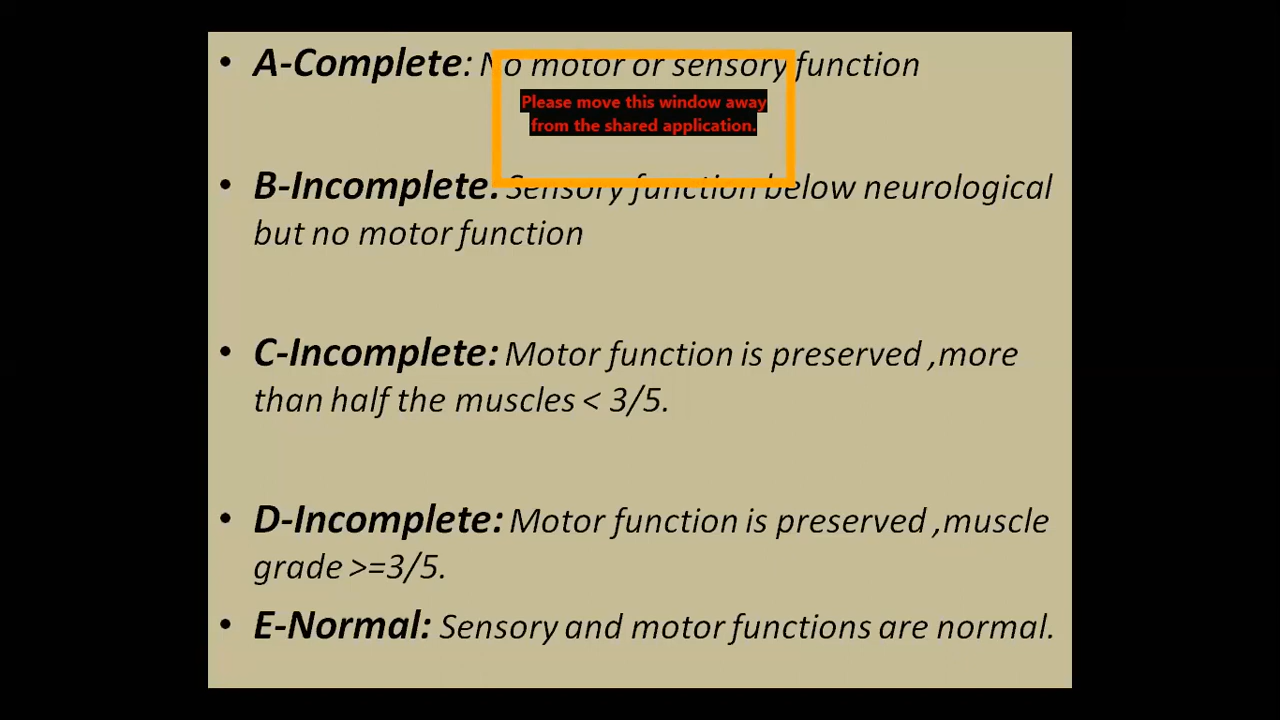 • A-Complete: No motor or sensory function
Please move this window away
from the shared application.
• B-Incomplete: Sensory function below neurological
but no motor function
• C-Incomplete: Motor function is preserved ,more
than half the muscles < 3/5.
• D-Incomplete: Motor function is preserved ,muscle
grade >=3/5.
• E-Normal: Sensory and motor functions are normal.